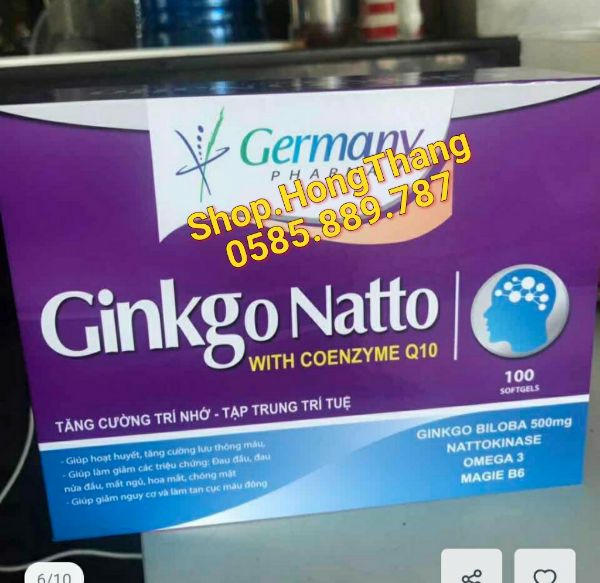 Germany
PHARMA
Shop.HongThang
0585.889.787
Ginkgo Natto
WITH COENZYME Q10
100
SOFTGELS
TĂNG CƯỜNG TRÍ NHỚ - TẬP TRUNG TRÍ TUỆ
- Giúp hoạt huyết, tăng cường lưu thông máu,
- Giúp làm giảm các triệu chứng: Đau đầu, đau
nửa đầu, mất ngủ, hoa mắt, chóng mặt
- Giúp giảm nguy cơ và làm tan cục máu đông
GINKGO BILOBA 500mg
NATTOKINASE
OMEGA 3
MAGIE B6
6/10